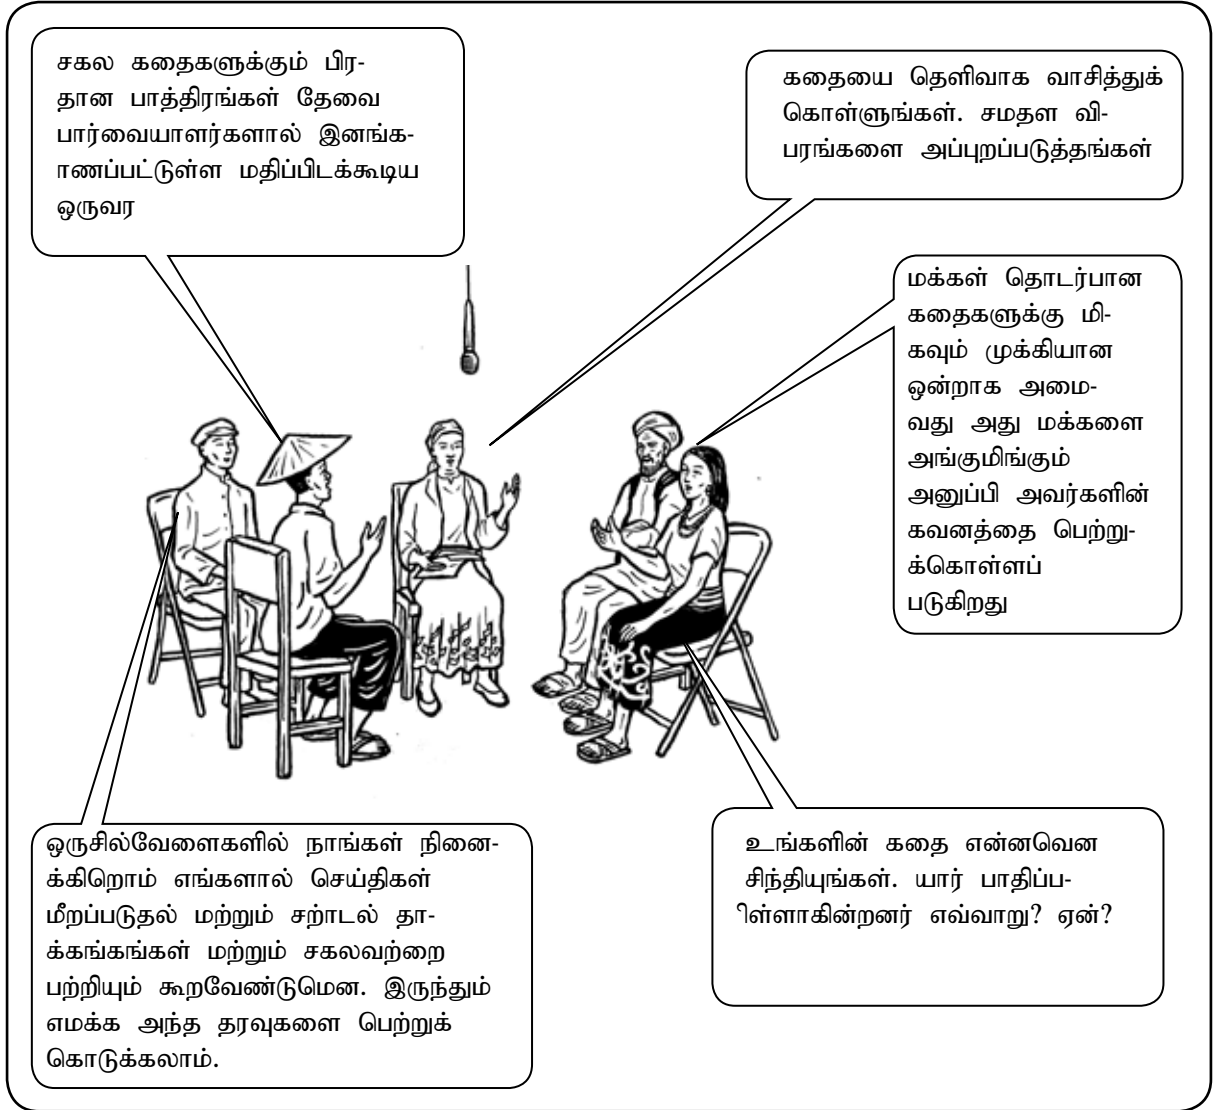 சகல கதைகளுக்கும் பிர-
தான பாத்திரங்கள் தேவை
பார்வையாளர்களால் இனங்க-
ாணப்பட்டுள்ள மதிப்பிடக்கூடிய
ஒருவர
கதையை தெளிவாக வாசித்துக்
கொள்ளுங்கள். சமதள வி-
பரங்களை அப்புறப்படுத்தங்கள்
மக்கள் தொடர்பான
கதைகளுக்கு மி-
கவும் முக்கியான
ஒன்றாக அமை-
வது அது மக்களை
அங்குமிங்கும்
அனுப்பி அவர்களின்
கவனத்தை பெற்று-
க்கொள்ளப்
படுகிறது
ஒருசில்வேளைகளில் நாங்கள் நினை-
க்கிறொம் எங்களால் செய்திகள்
மீறப்படுதல் மற்றும் சற்ாடல் தா-
க்கங்கங்கள் மற்றும் சகலவற்றை
பற்றியும் கூறவேண்டுமென. இருந்தும்
எமக்க அந்த தரவுகளை பெற்றுக்
கொடுக்கலாம்.
உங்களின் கதை என்னவென
சிந்தியுங்கள். யார் பாதிப்ப-
ிள்ளாகின்றனர் எவ்வாறு? ஏன்?